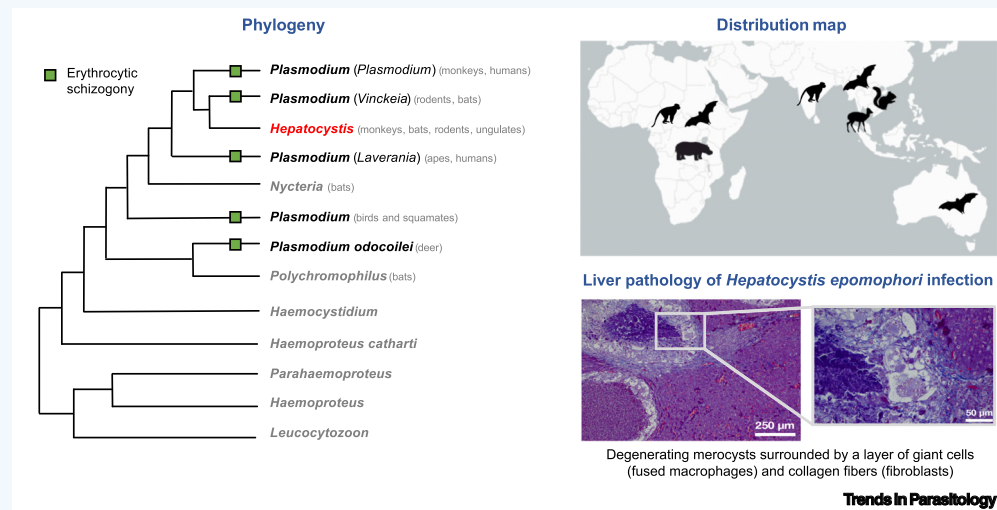 Phylogeny
Erythrocytic
schizogony
Plasmodium (Plasmodium) (monkeys, humans)
Plasmodium (Vinckeia) (rodents, bats)
Hepatocystis (monkeys, bats, rodents, ungulates)
Plasmodium (Laverania) (apes, humans)
Nycteria (bats)
Plasmodium (birds and squamates)
Plasmodium odocoilei (deer)
Polychromophilus (bats)
Haemocystidium
Haemoproteus catharti
Parahaemoproteus
Haemoproteus
Leucocytozoon
Distribution map
Liver pathology of Hepatocystis epomophori infection
250 µm
50 µm
Degenerating merocysts surrounded by a layer of giant cells
(fused macrophages) and collagen fibers (fibroblasts)
Trends in Parasitology